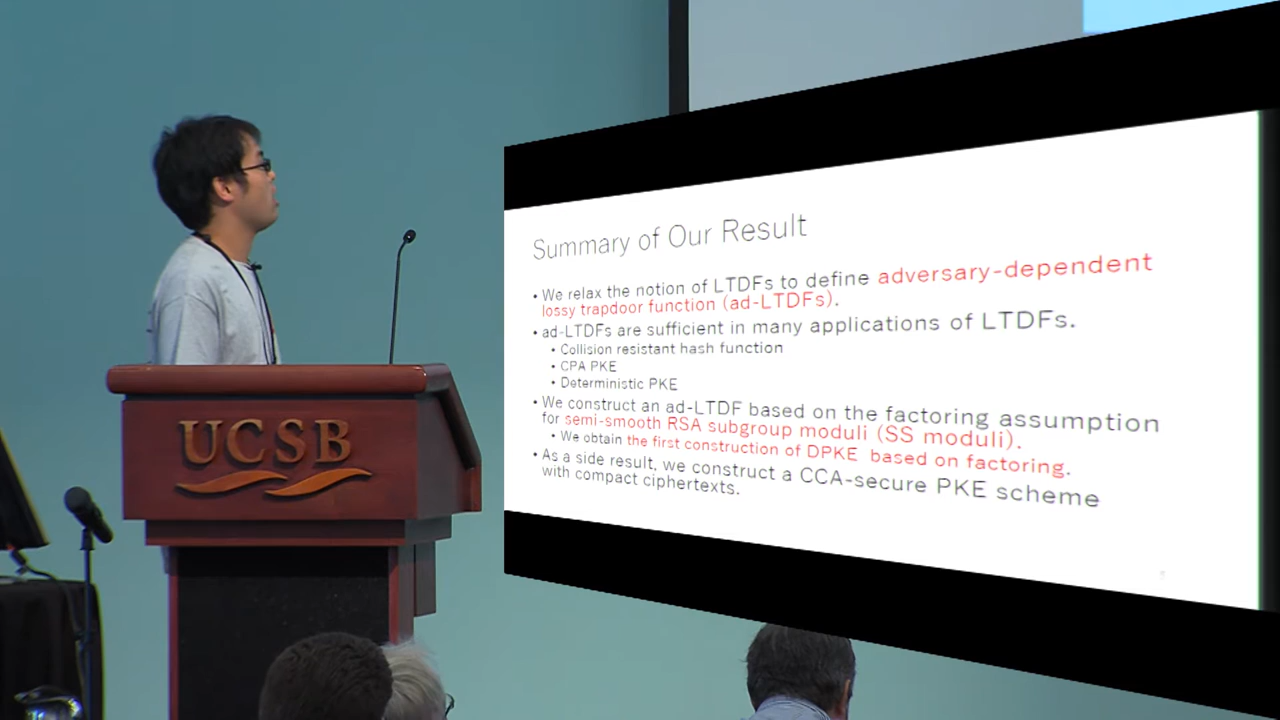 UCSB
Summary of Our Result
• We relax the notion of LTDFs to define adversary-dependent
lossy trapdoor function (ad-LTDFs).
• ad-LTDFs are sufficient in many applications of LTDFs.
• Collision resistant hash function
• CPA PKE
• Deterministic PKE
• We construct an ad-LTDF based on the factoring assumption
for semi-smooth RSA subgroup moduli (SS moduli).
• We obtain the first construction of DPKE based on factoring.
• As a side result, we construct a CCA-secure PKE scheme
with compact ciphertexts.